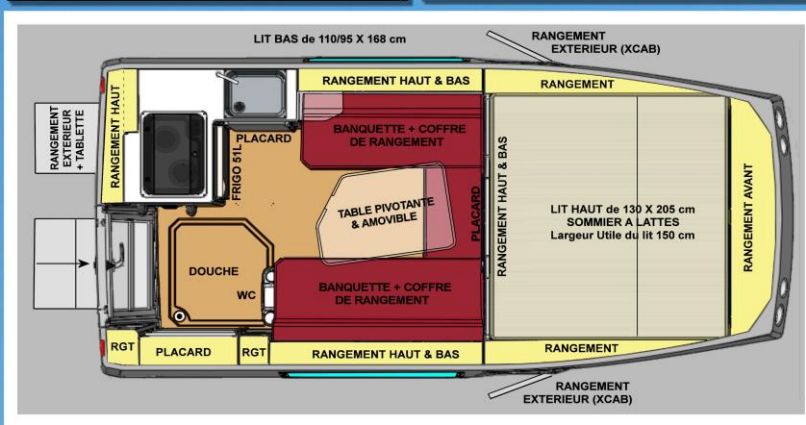 LIT BAS de 110/95 X 168 cm
RANGEMENT
EXTERIEUR (XCAB)
RANGEMENT HAUT & BAS
RANGEMENT
RANGEMENT
EXTERIEUR
+ TABLETTE
RANGEMENT HAUT
PLACARD
FRIGO 51L
BANQUETTE + COFFRE
DE RANGEMENT
TABLE PIVOTANTE
& AMOVIBLE
PLACARD
RANGEMENT HAUT & BAS
LIT HAUT de 130 X 205 cm
SOMMIER A LATTES
Largeur Utile du lit 150 cm
RANGEMENT AVANT
DOUCHE
WC
BANQUETTE + COFFRE
DE RANGEMENT
RGT
PLACARD
RGT
RANGEMENT HAUT & BAS
RANGEMENT
RANGEMENT
EXTERIEUR (XCAB)